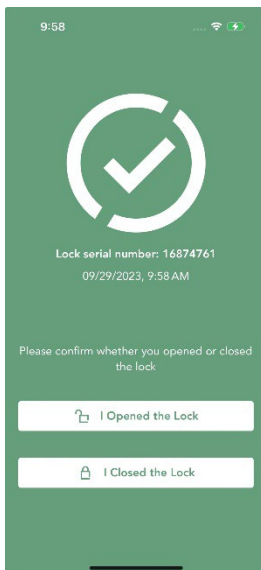 9:58
Lock serial number: 16874761
09/29/2023, 9:58 AM
Please confirm whether you opened or closed
the lock
I Opened the Lock
I Closed the Lock